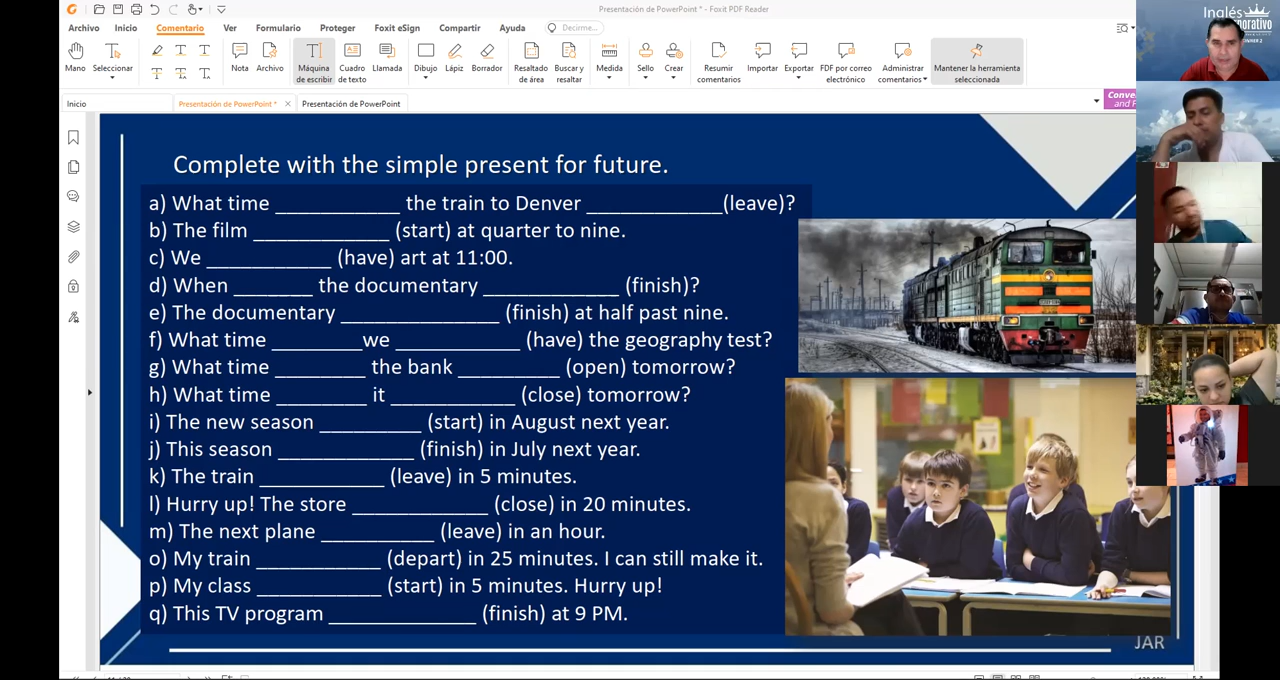 Presentación de PowerPoint * - Foxit PDF Reader
Archivo Inicio Comentario Ver Formulario Proteger Foxit eSign Compartir Ayuda Decirme...
Mano Seleccionar T T T T T T Nota Archivo Máquina de escribir Cuadro de texto Llamada Dibujo Lápiz Borrador Resaltado de área Buscar y resaltar Medida Sello Crear Resumir comentarios Importar Exportar PDF por correo electrónico Administrar comentarios Mantener la herramienta seleccionada
Inicio Presentación de PowerPoint * × Presentación de PowerPoint
Inglés
Complete with the simple present for future.
a) What time ___________ the train to Denver ____________(leave)?
b) The film ____________ (start) at quarter to nine.
c) We ___________ (have) art at 11:00.
d) When _______ the documentary ____________ (finish)?
e) The documentary ______________ (finish) at half past nine.
f) What time ________we ___________ (have) the geography test?
g) What time ________ the bank _________ (open) tomorrow?
h) What time ________ it ___________ (close) tomorrow?
i) The new season _________ (start) in August next year.
j) This season ____________ (finish) in July next year.
k) The train ___________ (leave) in 5 minutes.
l) Hurry up! The store ____________ (close) in 20 minutes.
m) The next plane __________ (leave) in an hour.
o) My train ___________ (depart) in 25 minutes. I can still make it.
p) My class ___________ (start) in 5 minutes. Hurry up!
q) This TV program _____________ (finish) at 9 PM.
JAR